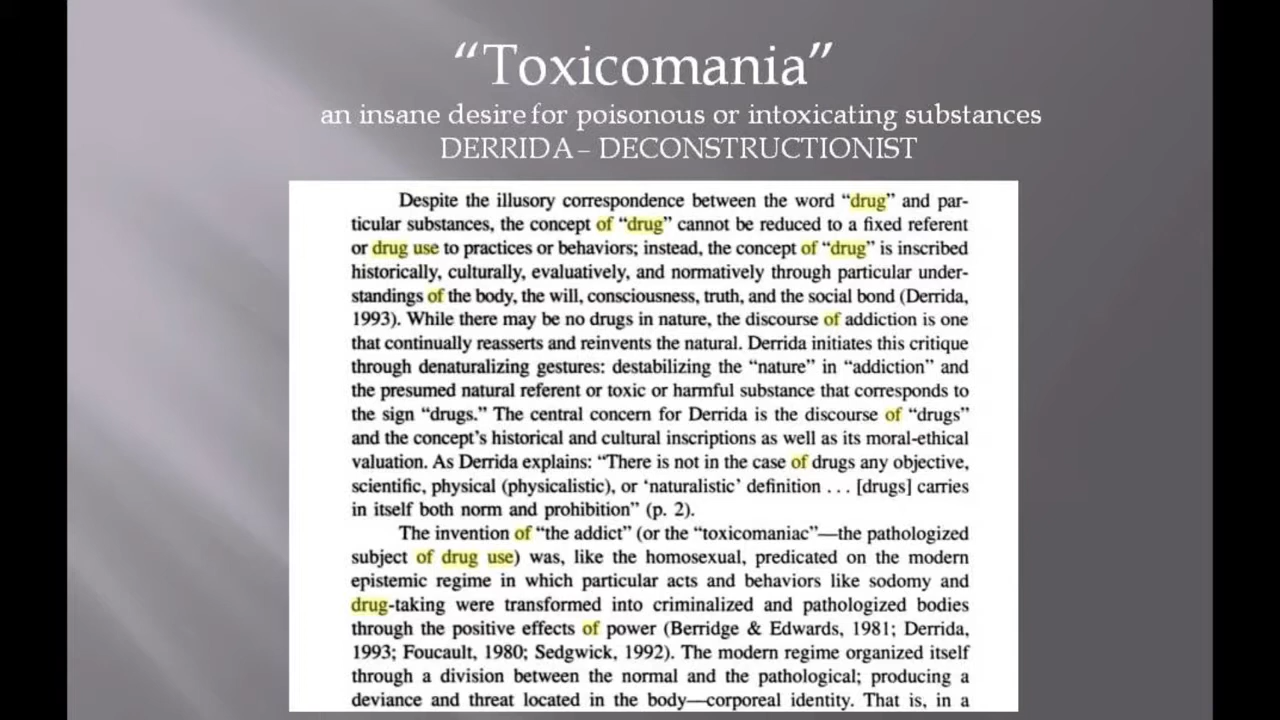 “Toxicomania”
an insane desire for poisonous or intoxicating substances
DERRIDA – DECONSTRUCTIONIST
Despite the illusory correspondence between the word “drug” and par-
ticular substances, the concept of “drug” cannot be reduced to a fixed referent
or drug use to practices or behaviors; instead, the concept of “drug” is inscribed
historically, culturally, evaluatively, and normatively through particular under-
standings of the body, the will, consciousness, truth, and the social bond (Derrida,
1993). While there may be no drugs in nature, the discourse of addiction is one
that continually reasserts and reinvents the natural. Derrida initiates this critique
through denaturalizing gestures: destabilizing the “nature” in “addiction” and
the presumed natural referent or toxic or harmful substance that corresponds to
the sign “drugs.” The central concern for Derrida is the discourse of “drugs”
and the concept’s historical and cultural inscriptions as well as its moral-ethical
valuation. As Derrida explains: “There is not in the case of drugs any objective,
scientific, physical (physicalistic), or ‘naturalistic’ definition . . . [drugs] carries
in itself both norm and prohibition” (p. 2).
The invention of “the addict” (or the “toxicomaniac”—the pathologized
subject of drug use) was, like the homosexual, predicated on the modern
epistemic regime in which particular acts and behaviors like sodomy and
drug-taking were transformed into criminalized and pathologized bodies
through the positive effects of power (Berridge & Edwards, 1981; Derrida,
1993; Foucault, 1980; Sedgwick, 1992). The modern regime organized itself
through a division between the normal and the pathological; producing a
deviance and threat located in the body—corporeal identity. That is, in a